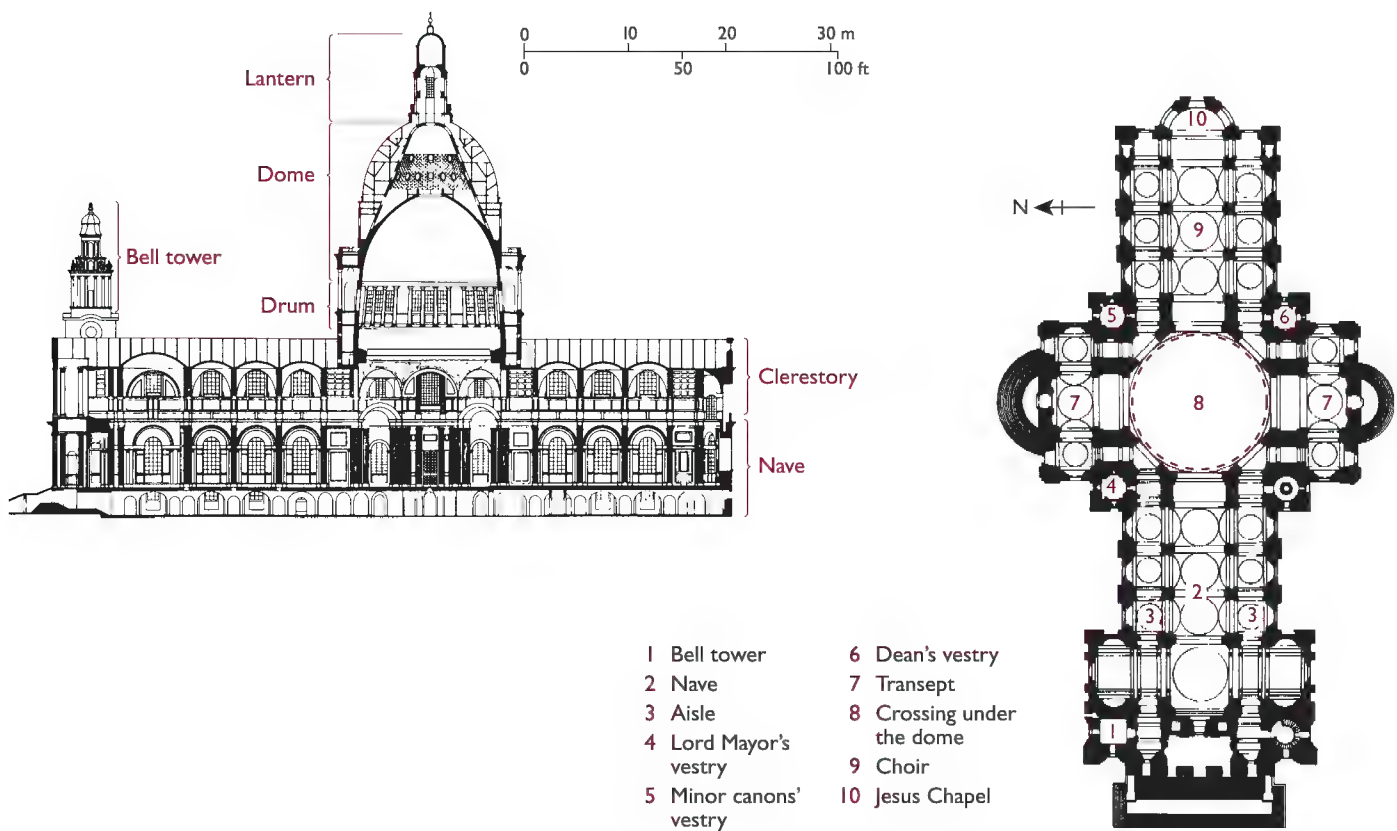 0 10 20 30 m
0 50 100 ft
Lantern
Dome
Bell tower
Drum
Clerestory
Nave
N
10
9
5 6
7 8 7
4
2
3 3
1
1 Bell tower
2 Nave
3 Aisle
4 Lord Mayor's
vestry
5 Minor canons'
vestry
6 Dean's vestry
7 Transept
8 Crossing under
the dome
9 Choir
10 Jesus Chapel